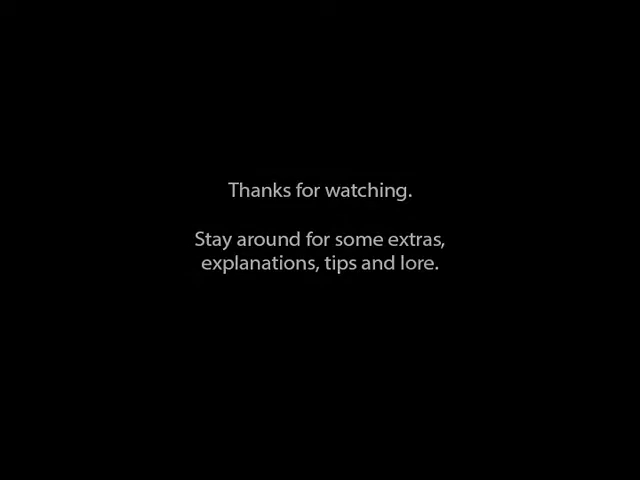 Thanks for watching.
Stay around for some extras,
explanations, tips and lore.